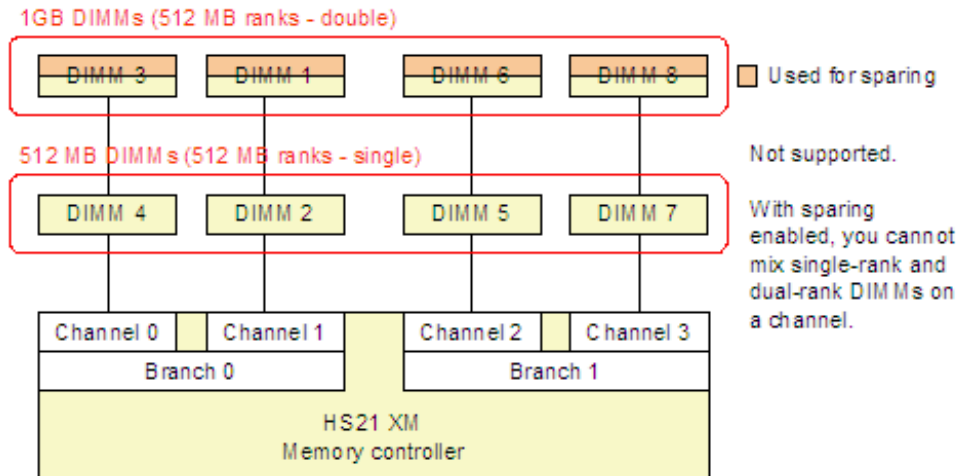 1GB DIMMs (512 MB ranks - double)
DIMM 3
DIMM 1
DIMM 6
DIMM 8
Used for sparing
512 MB DIMMs (512 MB ranks - single)
Not supported.
DIMM 4
DIMM 2
DIMM 5
DIMM 7
With sparing
enabled, you cannot
mix single-rank and
dual-rank DIMMs on
a channel.
Channel 0
Channel 1
Channel 2
Channel 3
Branch 0
Branch 1
HS21 XM
Memory controller